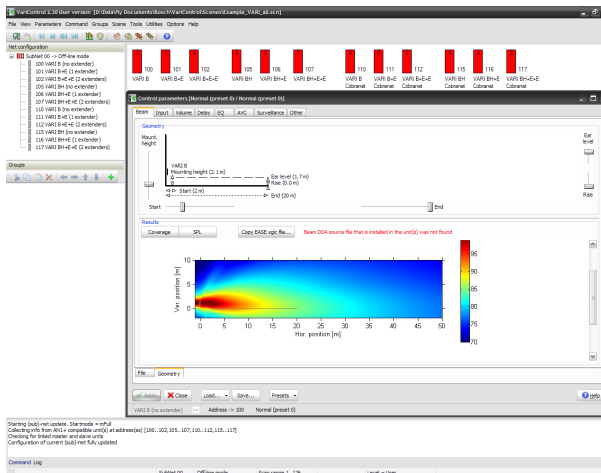 VariControl 2.30 User version [D:\Data\My Documents\Bosch\VariControl\Scenes\Example_VARI_all.scn]
File View Parameters Command Groups Scene Tools Utilities Options Help
Net configuration
SubNet 00 -> Off-line mode
100 VARI B (no extender)
101 VARI B+E (1 extender)
102 VARI B+E+E (2 extenders)
105 VARI BH (no extender)
106 VARI BH+E (1 extender)
107 VARI BH+E+E (2 extenders)
110 VARI B (no extender)
111 VARI B+E (1 extender)
112 VARI B+E+E (2 extenders)
115 VARI BH (no extender)
116 VARI BH+E (1 extender)
117 VARI BH+E+E (2 extenders)
Groups
100 101 102 105 106 107 110 111 112 115 116 117
VARI B VARI B+E VARI B+E+E VARI BH VARI BH+E VARI BH+E+E VARI B VARI B+E VARI B+E+E VARI BH VARI BH+E VARI BH+E+E
Cobranet Cobranet Cobranet Cobranet Cobranet Cobranet
Control parameters [Normal (preset 0) / Normal (preset 0)]
Beam Input Volume Delay EQ AVC Surveillance Other
Geometry
Mount. height
Ear level
VARI B
Mounting height (2.1 m)
Ear level (1.7 m)
Rise (0.0 m)
Start (2 m)
End (20 m)
Rise
Start
End
Results
Coverage SPL Copy EASE xglc file... Beam DDA source file that is installed in the unit(s) was not found
10
5
0
Ver. position [m]
0 5 10 15 20 25 30 35 40 45 50
Hor. position [m]
95
90
85
80
75
70
File Geometry
Apply Close Load... Save... Presets Help
VARI B (no extender) Address -> 100 Normal (preset 0)
Starting (sub)-net update. Startmode = mFull
Collecting info from AN1+ compatible unit(s) at address(es) [100..102,105..107,110..112,115..117]
Checking for linked master and slave units
Configuration of current (sub)-net fully updated
Command Log
SubNet 00 Off-line mode Scan range 1..126 Level = User